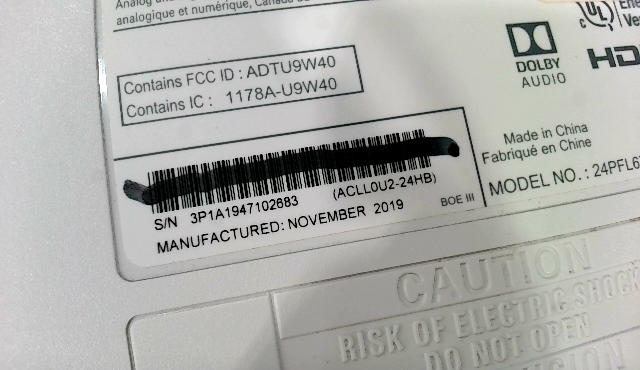 analogique et numérique, Canada
UL
DOLBY
AUDIO
HD
Contains FCC ID : ADTU9W40
Contains IC : 1178A-U9W40
Made in China
Fabriqué en Chine
MODEL NO. : 24PFL6
S/N 3P1A1947102683 (ACLL0U2-24HB)
MANUFACTURED: NOVEMBER 2019
BOE III
CAUTION
RISK OF ELECTRIC SHOCK
DO NOT OPEN